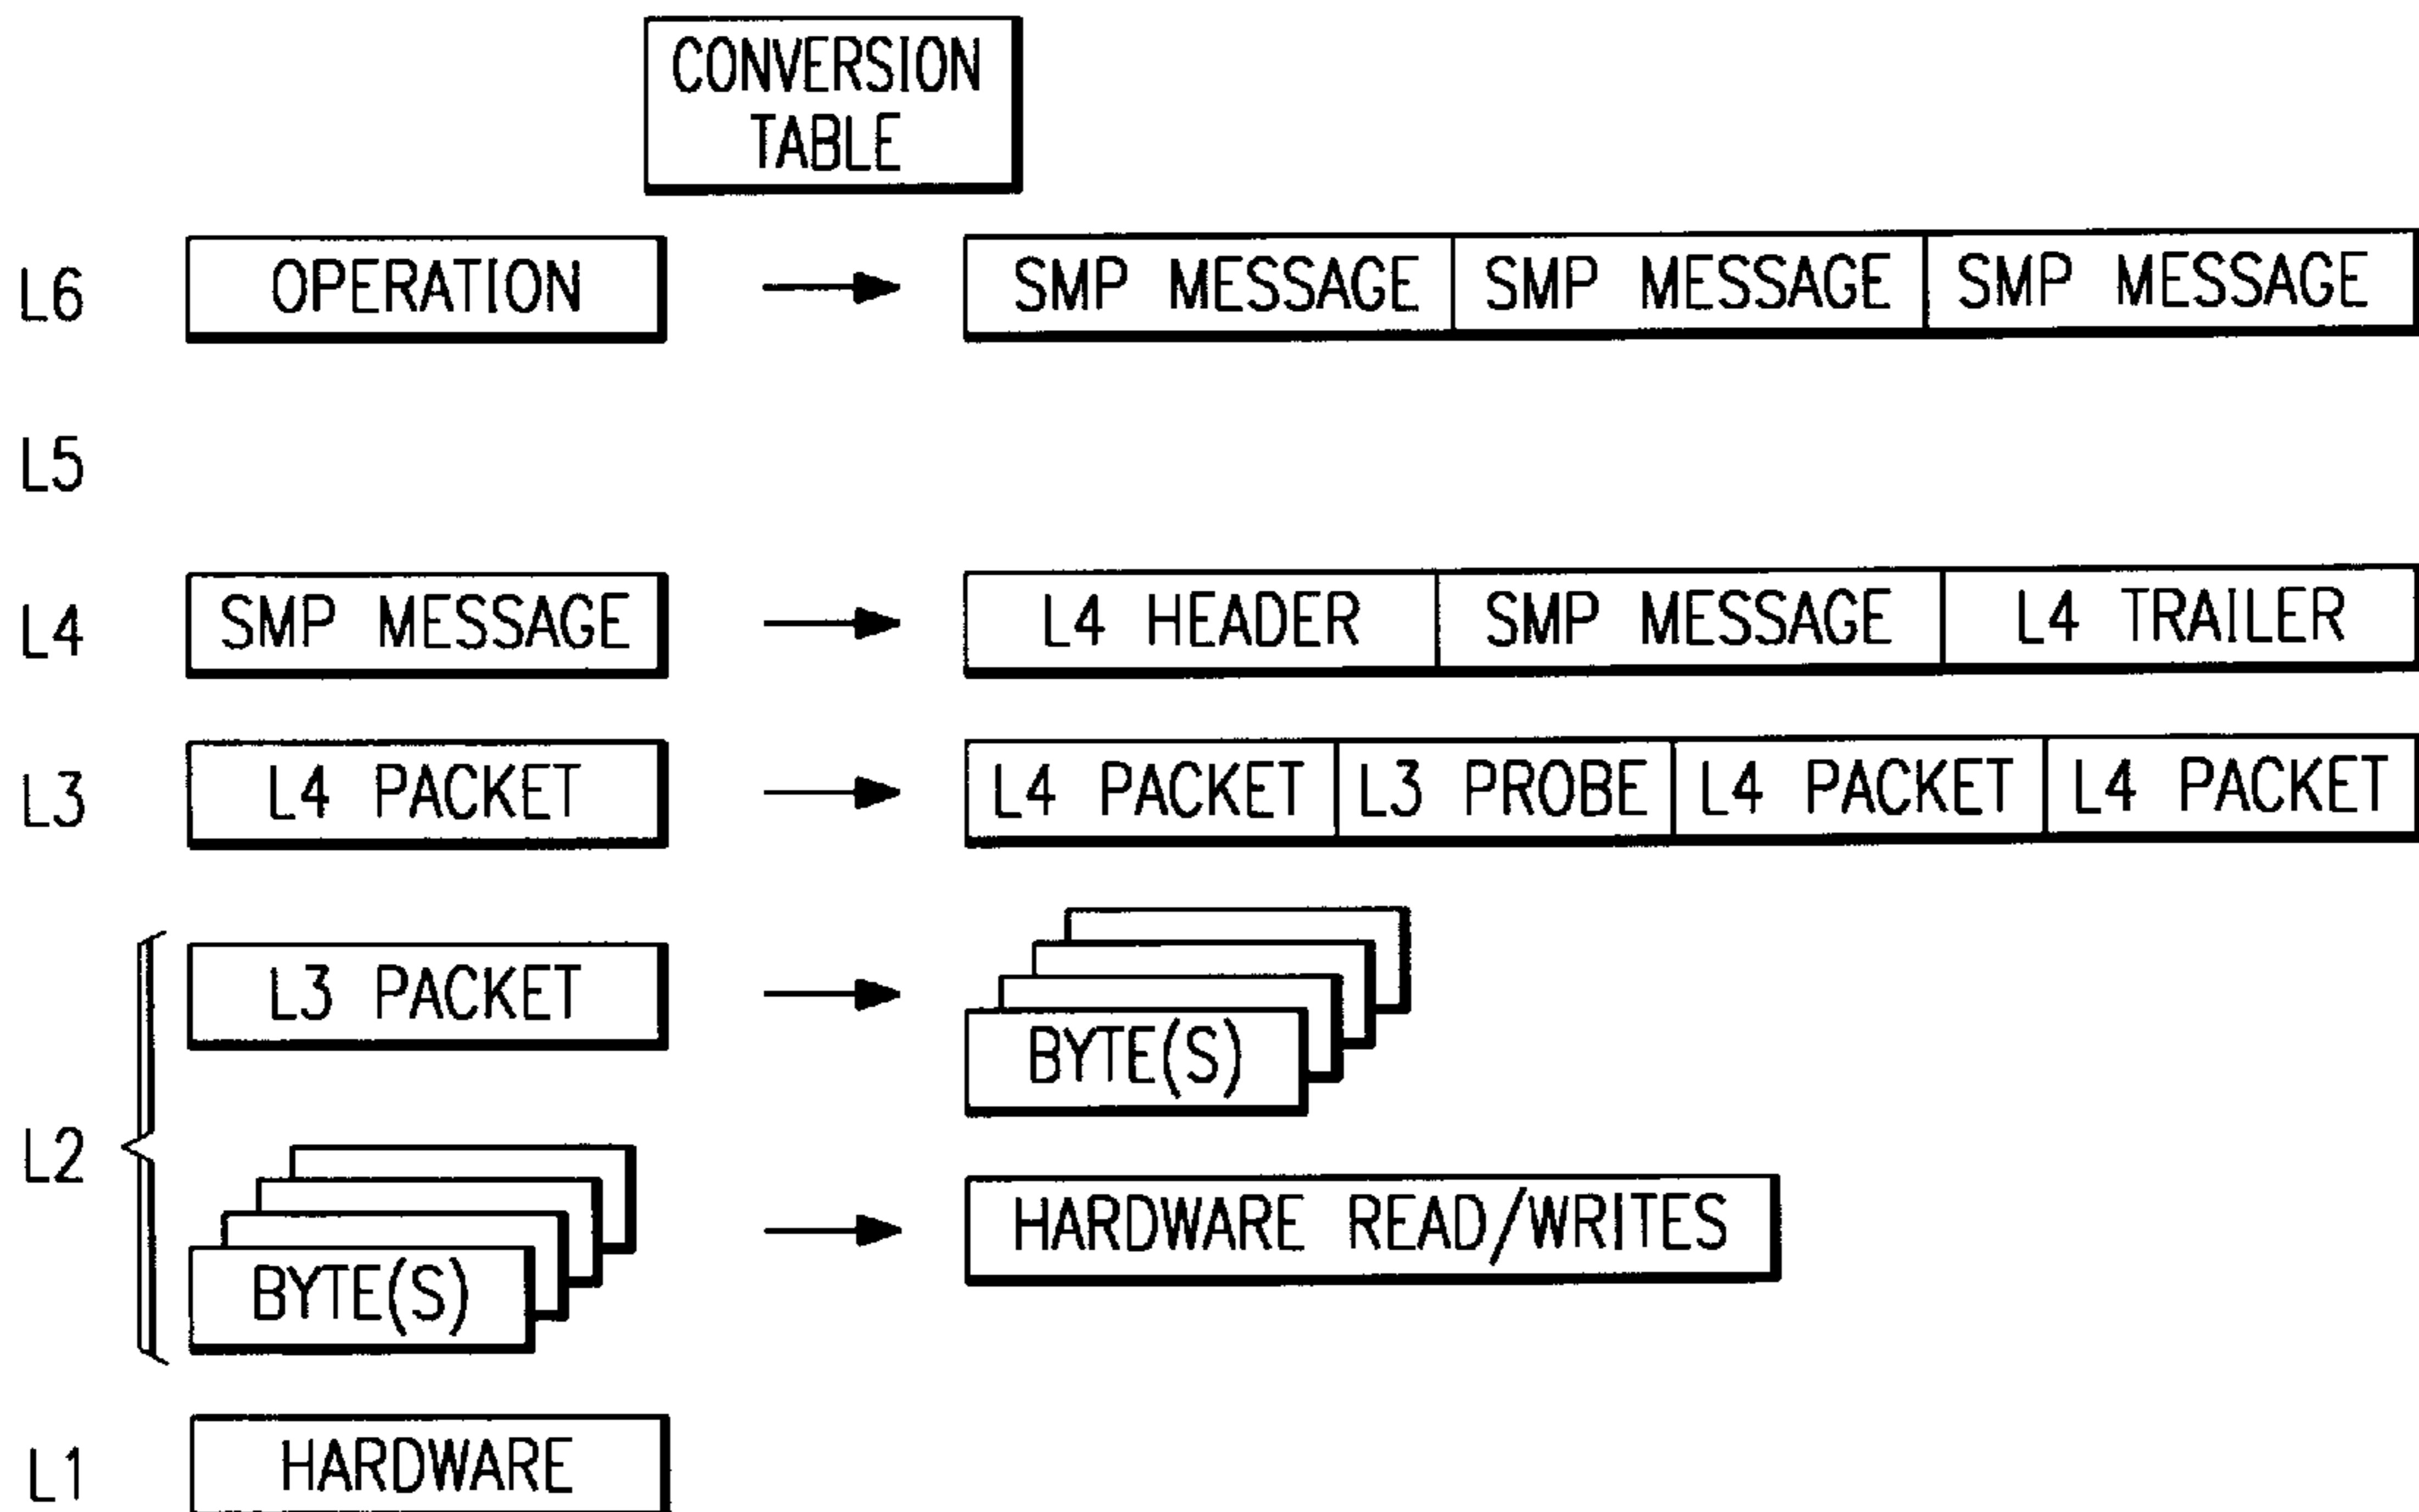 CONVERSION
TABLE
L6 OPERATION SMP MESSAGE SMP MESSAGE SMP MESSAGE
L5
L4 SMP MESSAGE L4 HEADER SMP MESSAGE L4 TRAILER
L3 L4 PACKET L4 PACKET L3 PROBE L4 PACKET L4 PACKET
L3 PACKET BYTE(S)
L2
BYTE(S) HARDWARE READ/WRITES
L1 HARDWARE